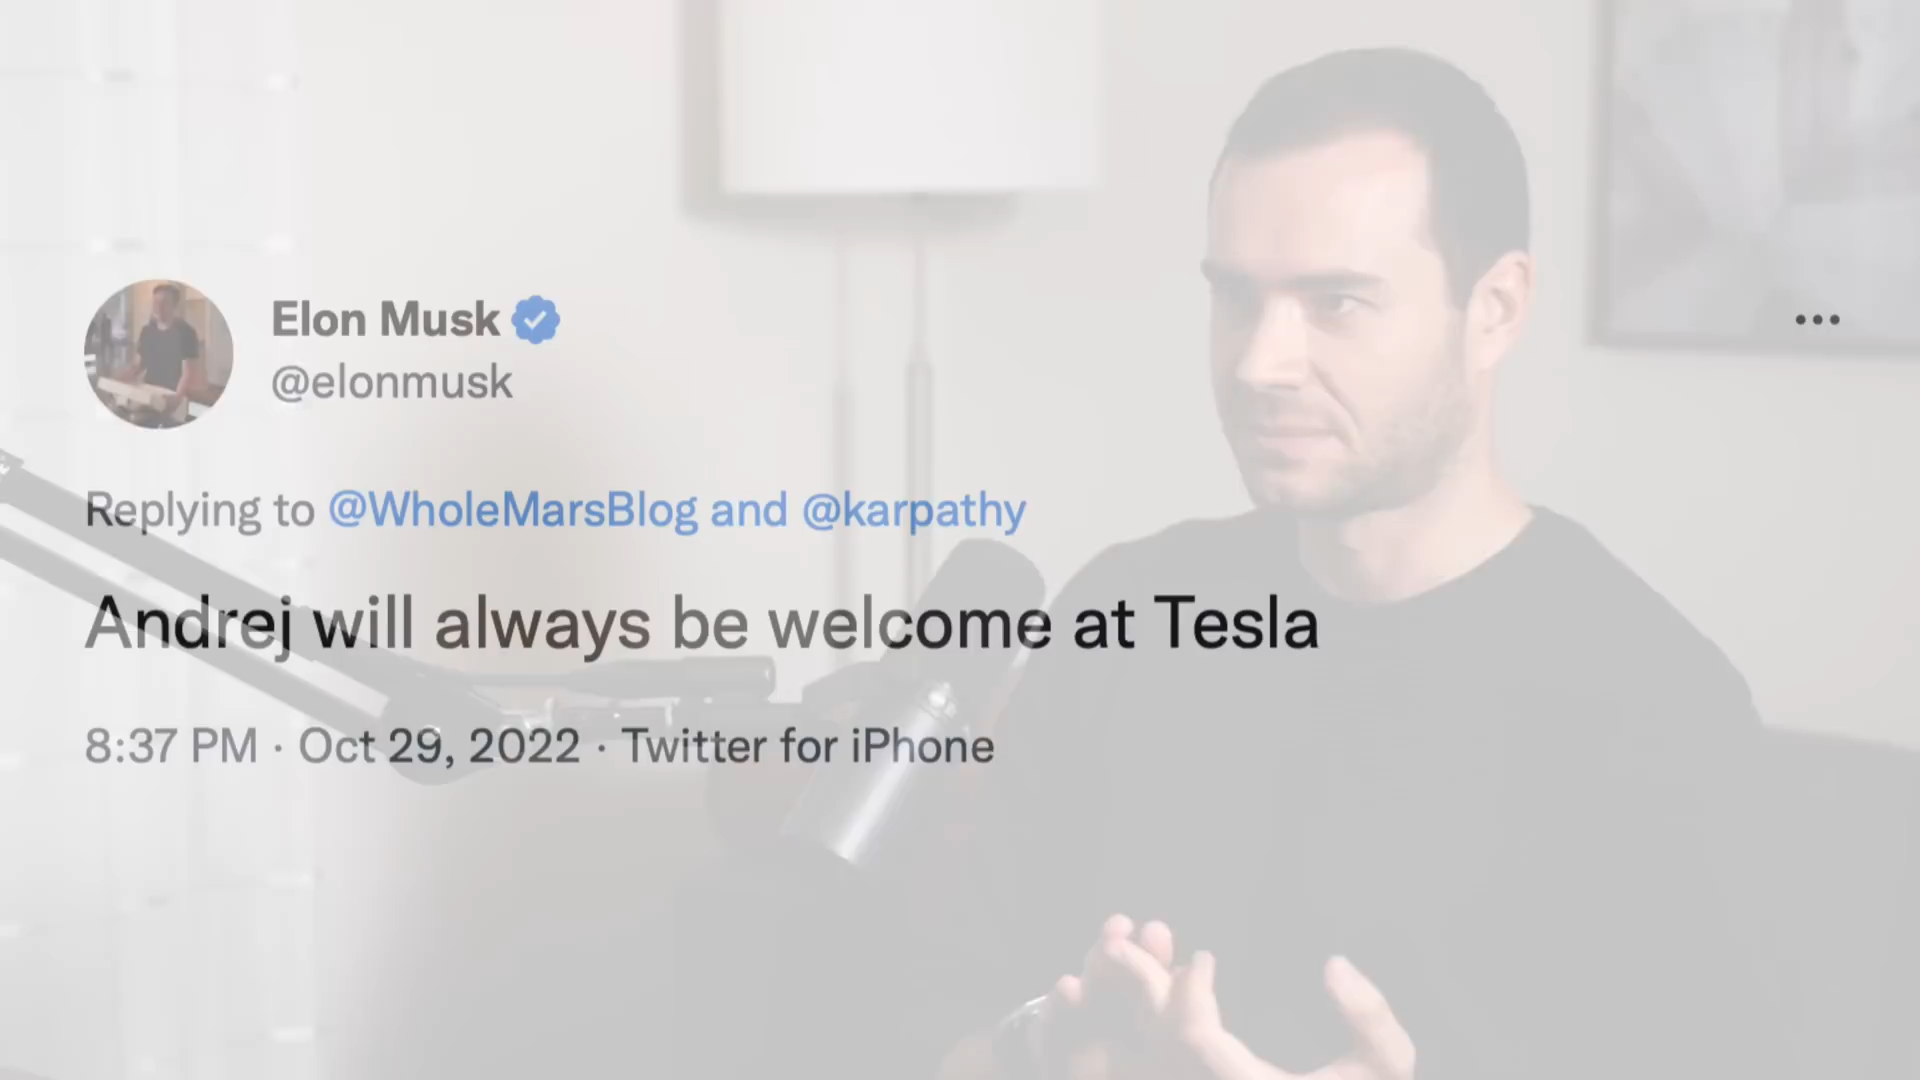 Elon Musk
@elonmusk
Replying to @WholeMarsBlog and @karpathy
Andrej will always be welcome at Tesla
8:37 PM · Oct 29, 2022 · Twitter for iPhone